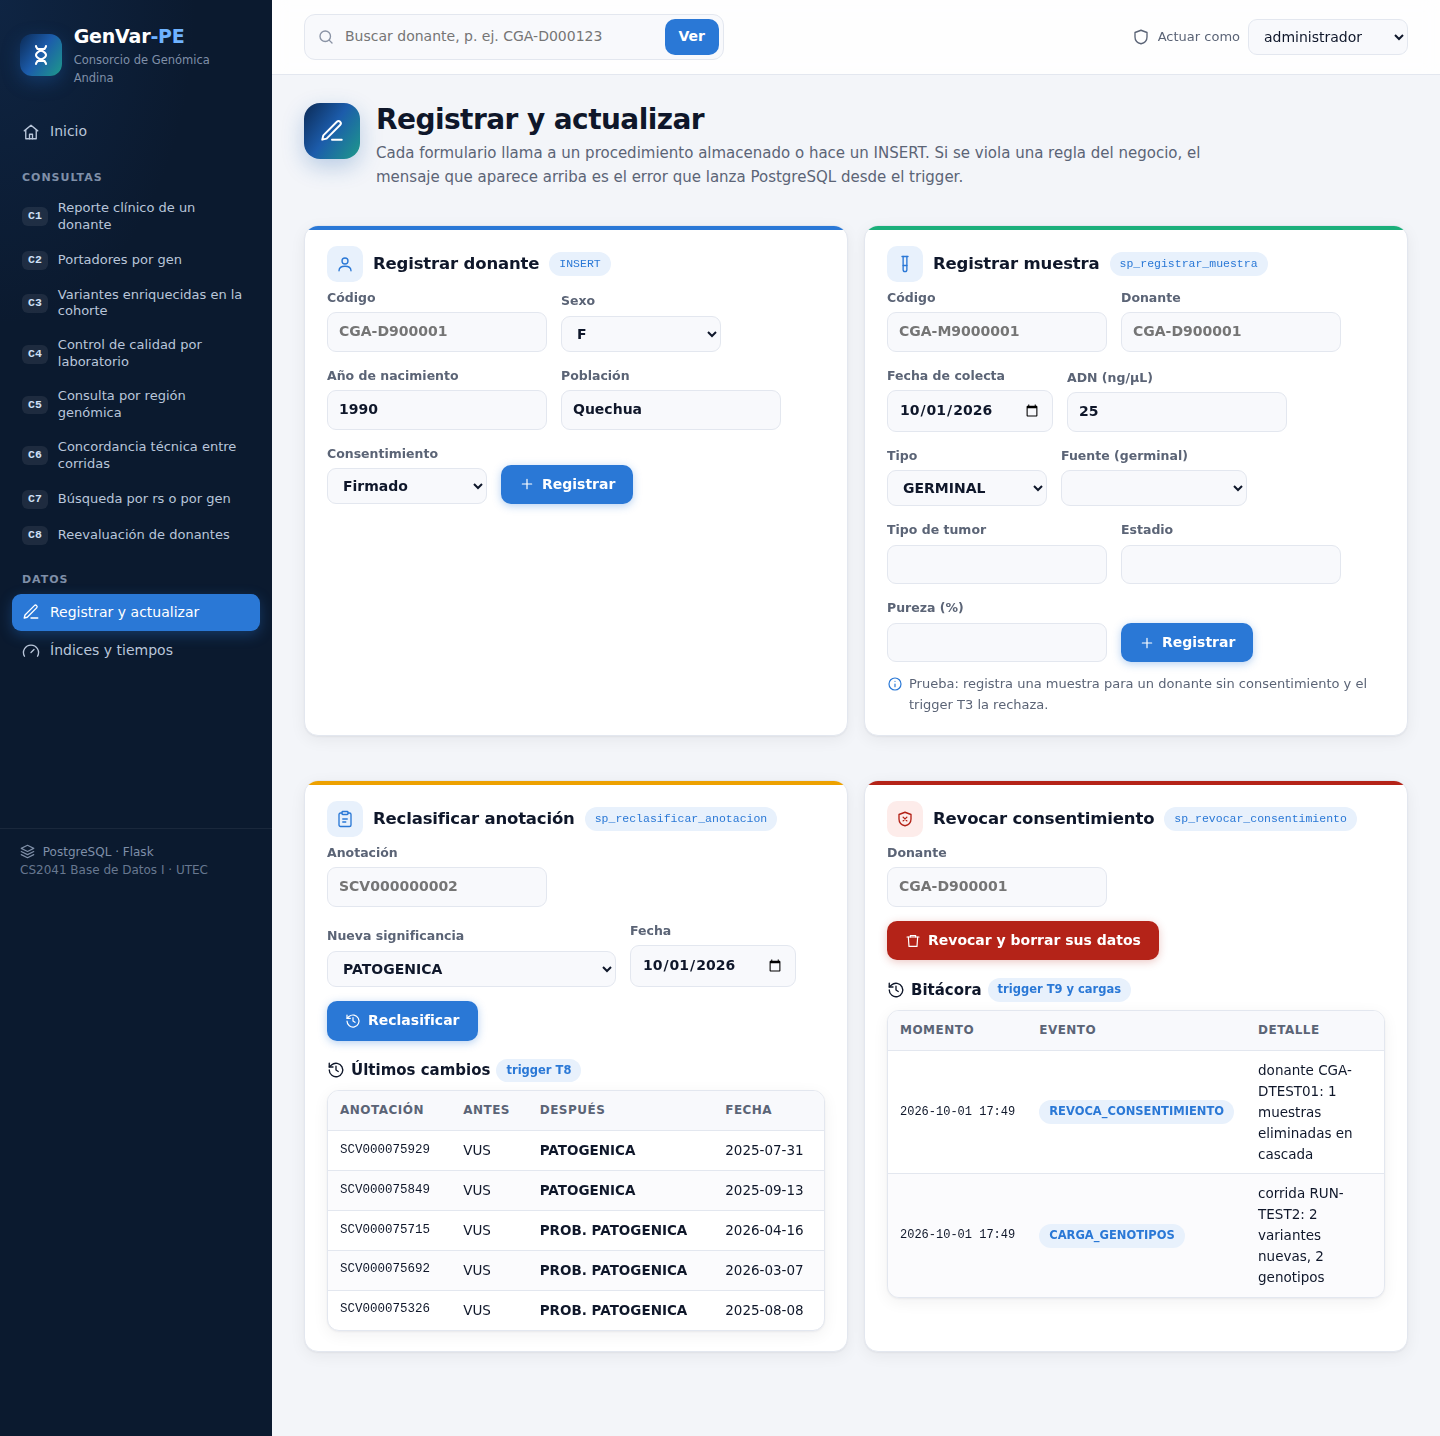 GenVar-PE
Consorcio de Genómica
Andina
Inicio
CONSULTAS
C1 Reporte clínico de un
donante
C2 Portadores por gen
C3 Variantes enriquecidas en la
cohorte
C4 Control de calidad por
laboratorio
C5 Consulta por región
genómica
C6 Concordancia técnica entre
corridas
C7 Búsqueda por rs o por gen
C8 Reevaluación de donantes
DATOS
Registrar y actualizar
Índices y tiempos
PostgreSQL · Flask
CS2041 Base de Datos I · UTEC
Buscar donante, p. ej. CGA-D000123 Ver
Actuar como administrador
Registrar y actualizar
Cada formulario llama a un procedimiento almacenado o hace un INSERT. Si se viola una regla del negocio, el
mensaje que aparece arriba es el error que lanza PostgreSQL desde el trigger.
Registrar donante INSERT
Código Sexo
CGA-D900001 F
Año de nacimiento Población
1990 Quechua
Consentimiento
Firmado Registrar
Registrar muestra sp_registrar_muestra
Código Donante
CGA-M9000001 CGA-D900001
Fecha de colecta ADN (ng/µL)
10/01/2026 25
Tipo Fuente (germinal)
GERMINAL
Tipo de tumor Estadio
Pureza (%)
Registrar
Prueba: registra una muestra para un donante sin consentimiento y el
trigger T3 la rechaza.
Reclasificar anotación sp_reclasificar_anotacion
Anotación
SCV000000002
Nueva significancia Fecha
PATOGENICA 10/01/2026
Reclasificar
Últimos cambios trigger T8
ANOTACIÓN ANTES DESPUÉS FECHA
SCV000075929 VUS PATOGENICA 2025-07-31
SCV000075849 VUS PATOGENICA 2025-09-13
SCV000075715 VUS PROB. PATOGENICA 2026-04-16
SCV000075692 VUS PROB. PATOGENICA 2026-03-07
SCV000075326 VUS PROB. PATOGENICA 2025-08-08
Revocar consentimiento sp_revocar_consentimiento
Donante
CGA-D900001
Revocar y borrar sus datos
Bitácora trigger T9 y cargas
MOMENTO EVENTO DETALLE
2026-10-01 17:49 REVOCA_CONSENTIMIENTO donante CGA-
DTEST01: 1
muestras
eliminadas en
cascada
2026-10-01 17:49 CARGA_GENOTIPOS corrida RUN-
TEST2: 2
variantes
nuevas, 2
genotipos